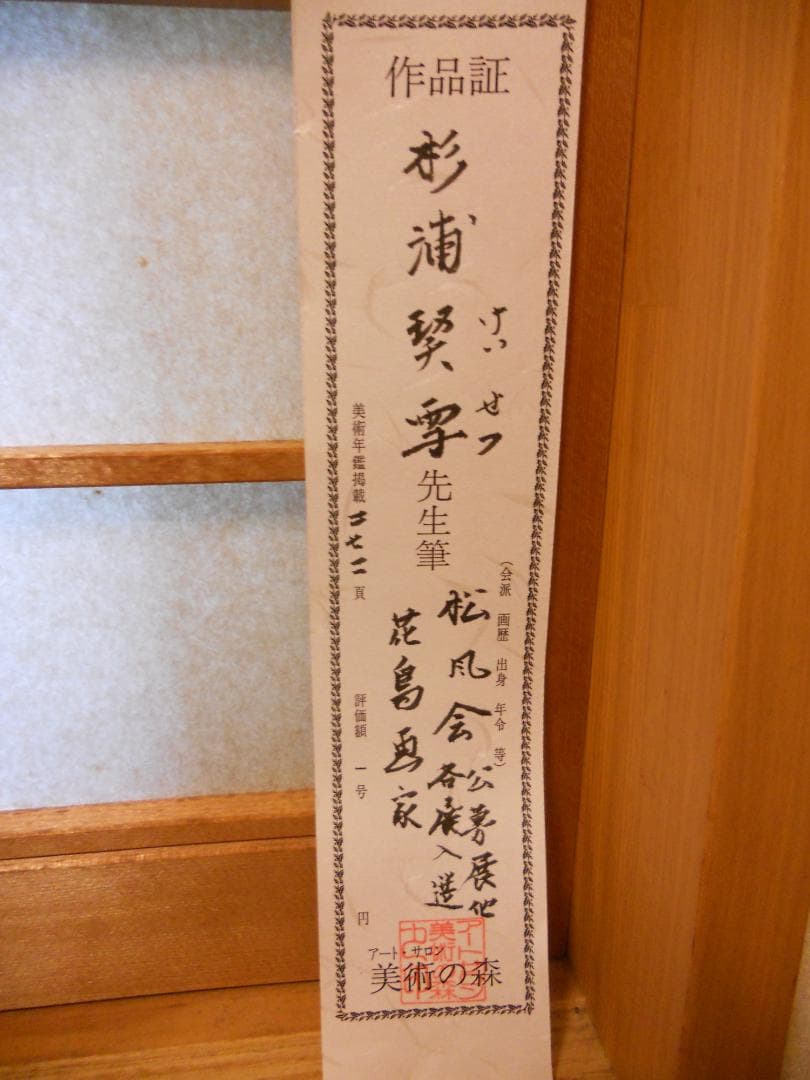 作品証
杉浦契雪先生筆
けいせつ
(会派 画歴 出身 年令 等)
松風会 公募展他
各展入選
花鳥画家
美術年鑑掲載
頁
評価額 一号 円
アート・サロン
美術の森